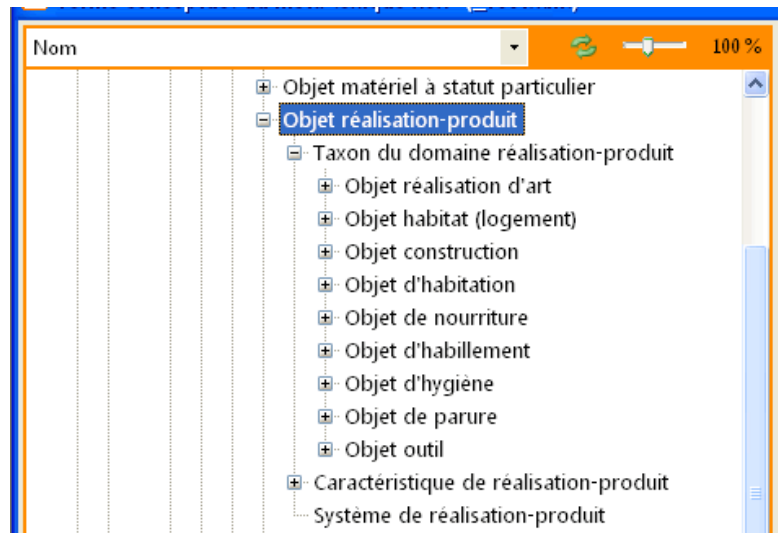 Nom
100 %
Objet matériel à statut particulier
Objet réalisation-produit
Taxon du domaine réalisation-produit
Objet réalisation d'art
Objet habitat (logement)
Objet construction
Objet d'habitation
Objet de nourriture
Objet d'habillement
Objet d'hygiène
Objet de parure
Objet outil
Caractéristique de réalisation-produit
Système de réalisation-produit